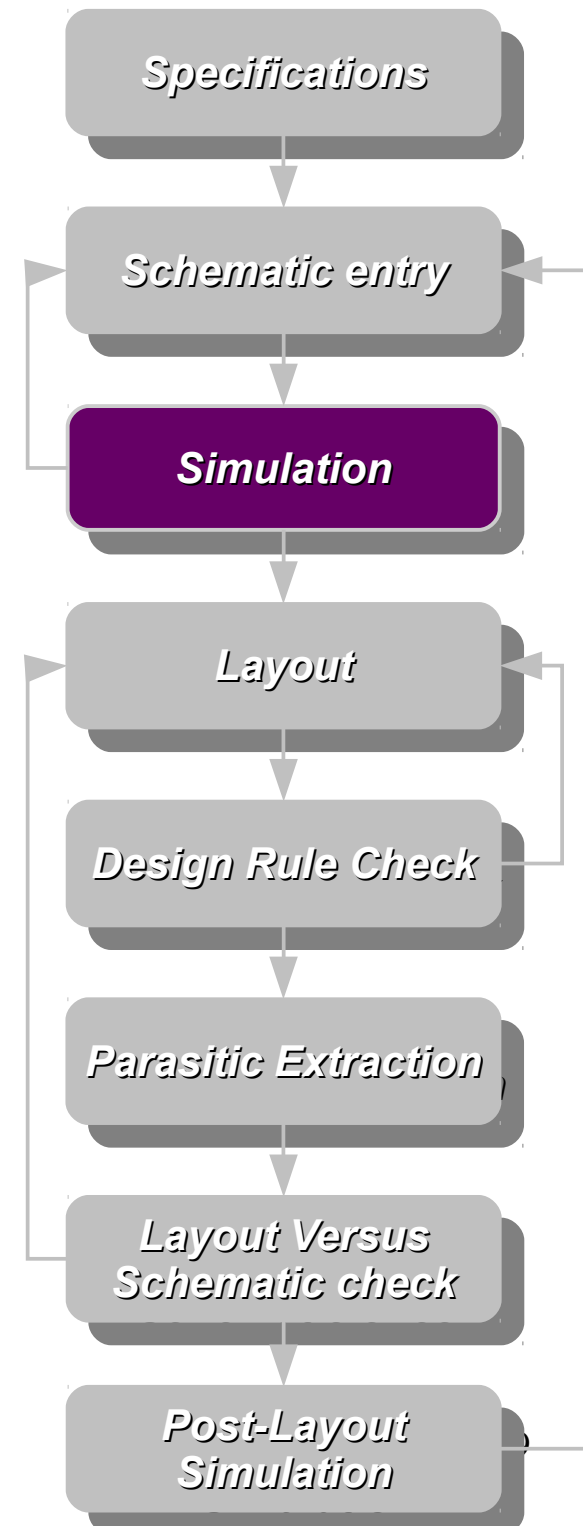 Specifications
Schematic entry
Simulation
Layout
Design Rule Check
Parasitic Extraction
Layout Versus
Schematic check
Post-Layout
Simulation